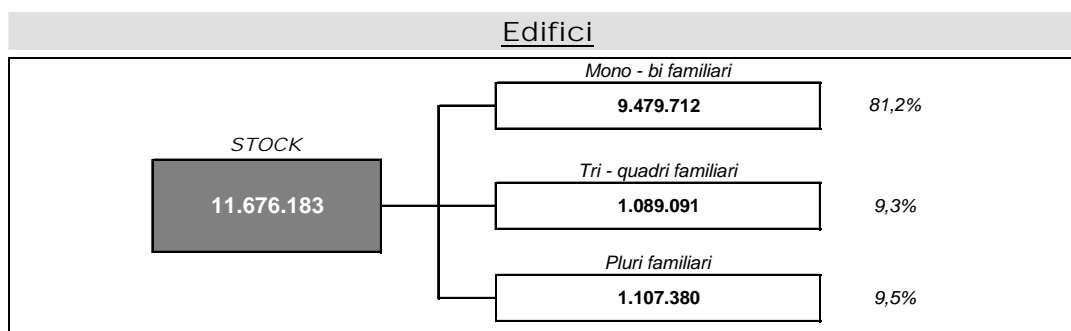 Edifici
Mono - bi familiari
9.479.712 81,2%
STOCK
Tri - quadri familiari
11.676.183 1.089.091 9,3%
Pluri familiari
1.107.380 9,5%